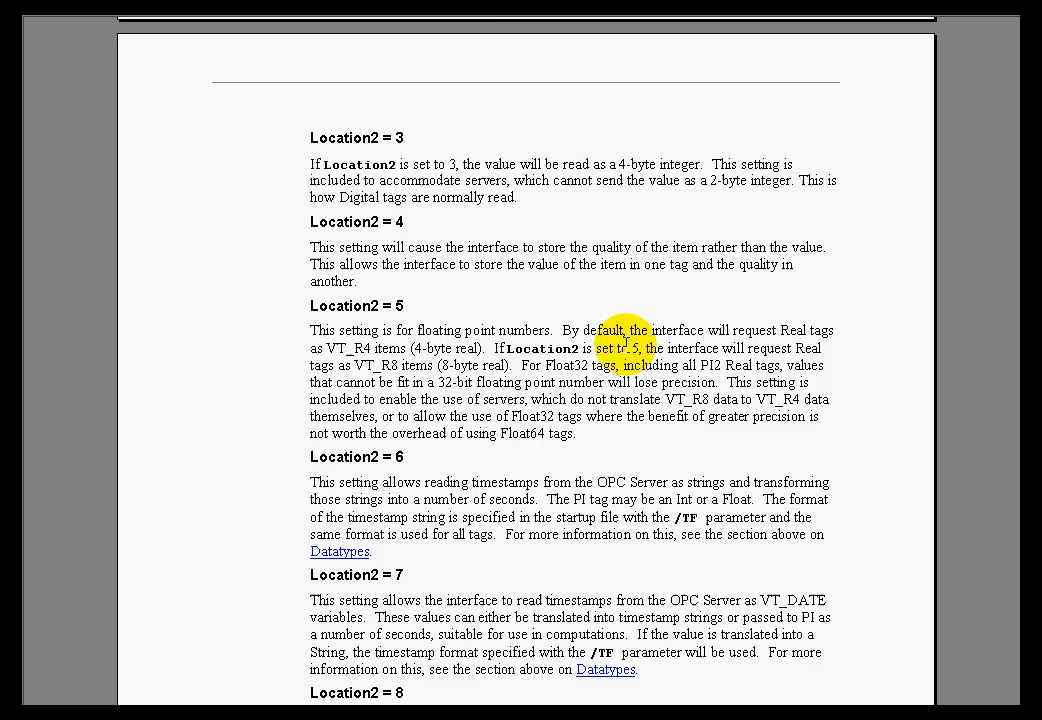 Location2 = 3
If Location2 is set to 3, the value will be read as a 4-byte integer. This setting is
included to accommodate servers, which cannot send the value as a 2-byte integer. This is
how Digital tags are normally read.
Location2 = 4
This setting will cause the interface to store the quality of the item rather than the value.
This allows the interface to store the value of the item in one tag and the quality in
another.
Location2 = 5
This setting is for floating point numbers. By default, the interface will request Real tags
as VT_R4 items (4-byte real). If Location2 is set to 5, the interface will request Real
tags as VT_R8 items (8-byte real). For Float32 tags, including all PI2 Real tags, values
that cannot be fit in a 32-bit floating point number will lose precision. This setting is
included to enable the use of servers, which do not translate VT_R8 data to VT_R4 data
themselves, or to allow the use of Float32 tags where the benefit of greater precision is
not worth the overhead of using Float64 tags.
Location2 = 6
This setting allows reading timestamps from the OPC Server as strings and transforming
those strings into a number of seconds. The PI tag may be an Int or a Float. The format
of the timestamp string is specified in the startup file with the /TF parameter and the
same format is used for all tags. For more information on this, see the section above on
Datatypes.
Location2 = 7
This setting allows the interface to read timestamps from the OPC Server as VT_DATE
variables. These values can either be translated into timestamp strings or passed to PI as
a number of seconds, suitable for use in computations. If the value is translated into a
String, the timestamp format specified with the /TF parameter will be used. For more
information on this, see the section above on Datatypes.
Location2 = 8